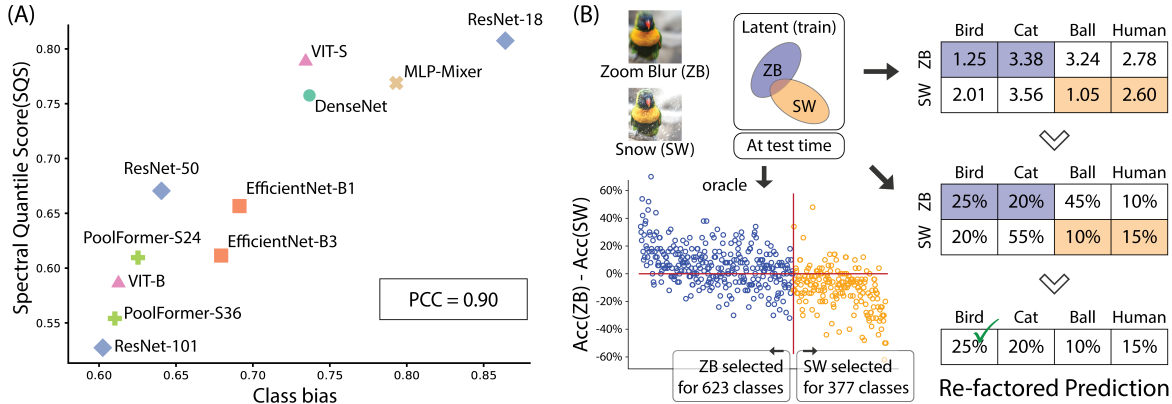 (A)
Spectral Quantile Score(SQS)
0.80
0.75
0.70
0.65
0.60
0.55
ResNet-18
VIT-S
MLP-Mixer
DenseNet
ResNet-50
EfficientNet-B1
PoolFormer-S24
EfficientNet-B3
VIT-B
PoolFormer-S36
ResNet-101
PCC = 0.90
0.60
0.65
0.70
0.75
0.80
0.85
Class bias
(B)
Zoom Blur (ZB)
Snow (SW)
Latent (train)
ZB
SW
At test time
oracle
Acc(ZB) - Acc(SW)
60%
40%
20%
0%
-20%
-40%
-60%
ZB selected
for 623 classes
SW selected
for 377 classes
Bird Cat Ball Human
ZB 1.25 3.38 3.24 2.78
SW 2.01 3.56 1.05 2.60
Bird Cat Ball Human
ZB 25% 20% 45% 10%
SW 20% 55% 10% 15%
Bird Cat Ball Human
25% 20% 10% 15%
Re-factored Prediction